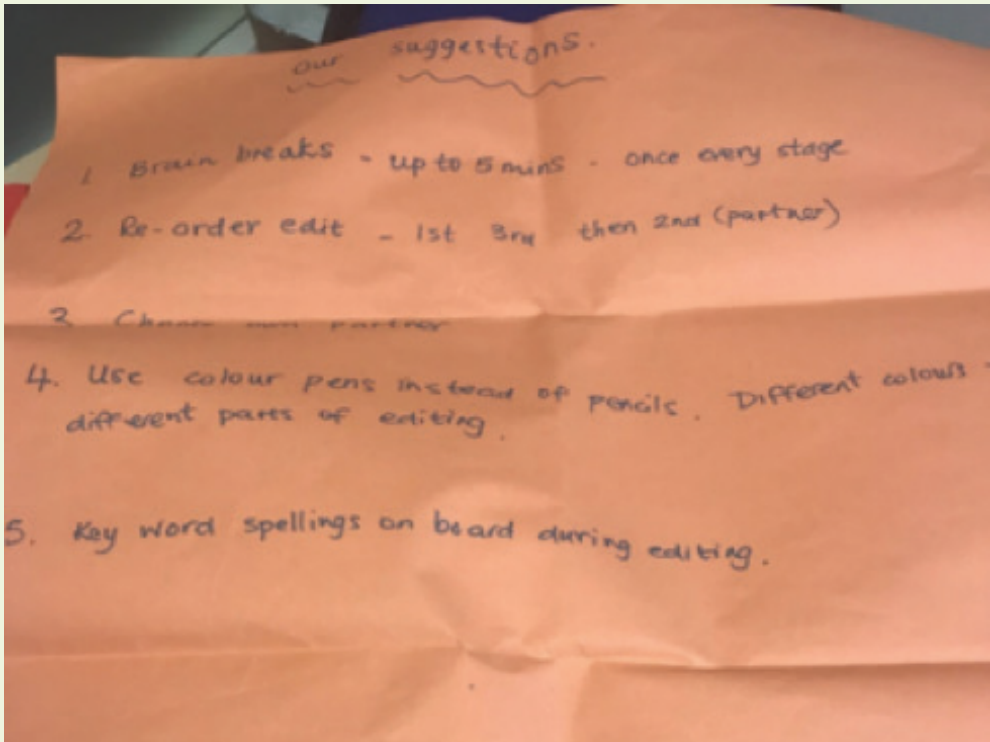 our suggestions.
1 Brain breaks - up to 5 mins - once every stage
2. Re-order edit - 1st 3rd then 2nd (partner)
3 partner
4. Use colour pens instead of pencils. Different colours -
different parts of editing.
5. Key word spellings on board during editing.